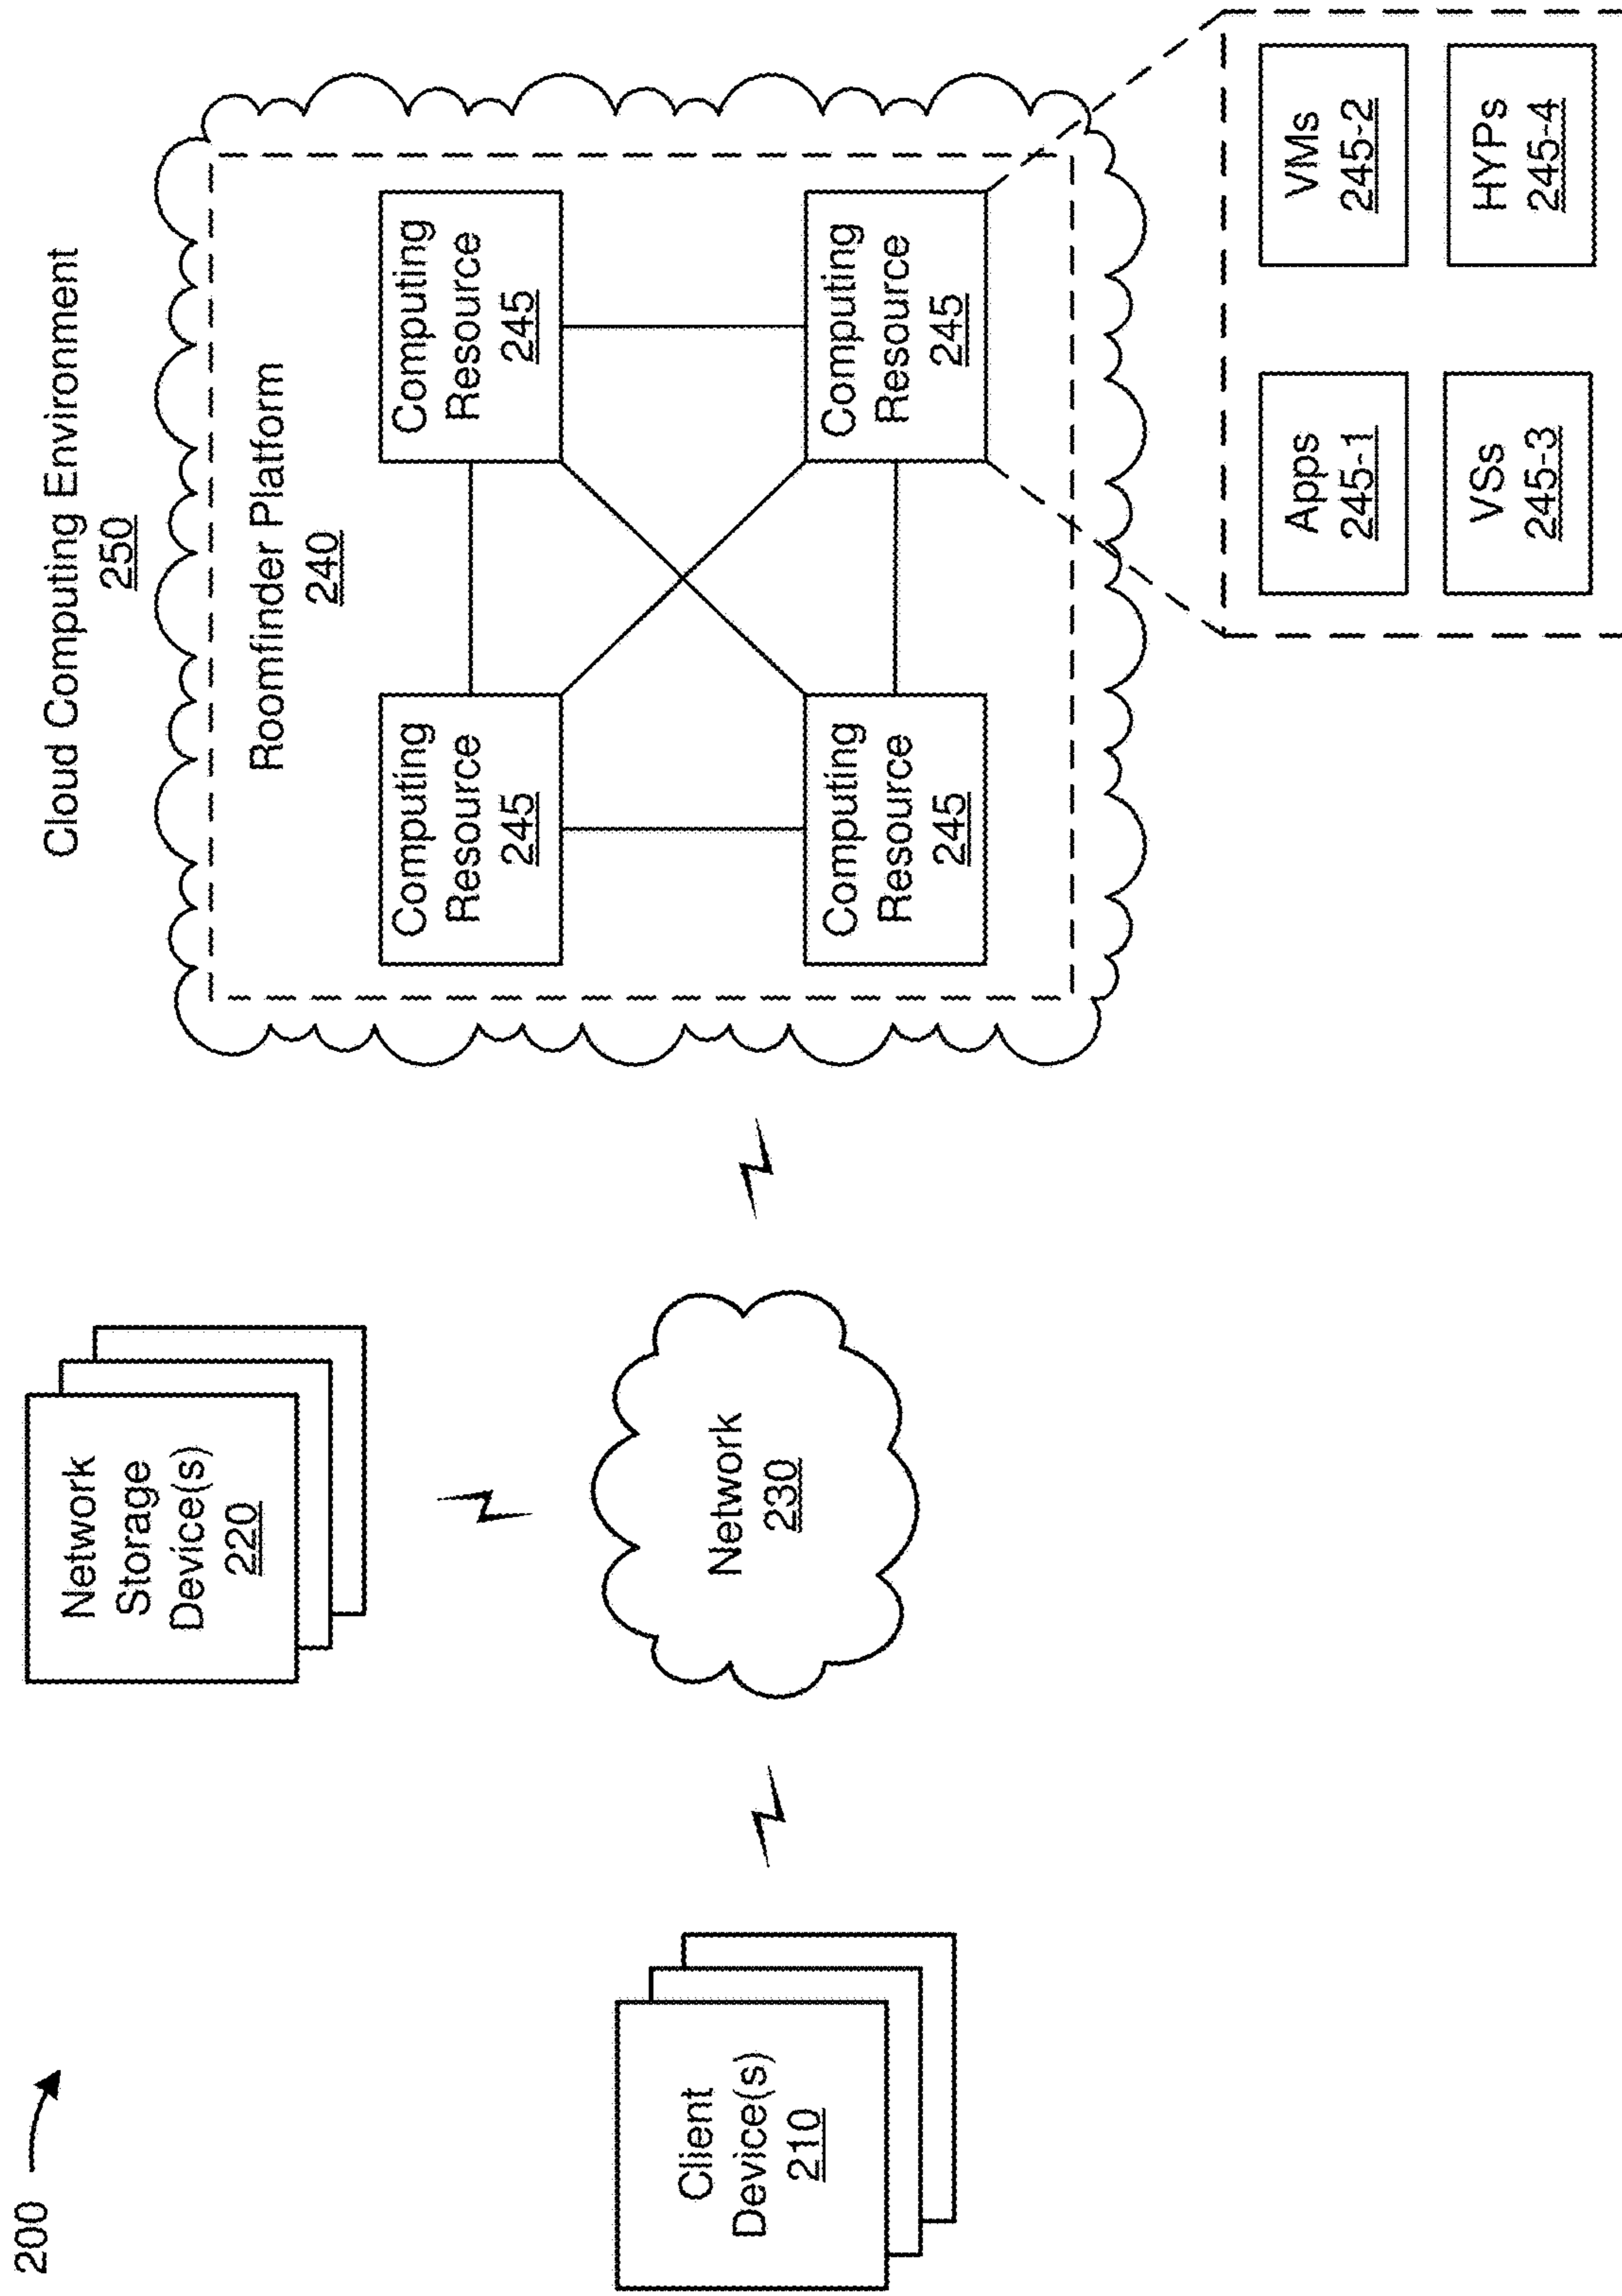 200
Cloud Computing Environment
250
Network
Storage
Device(s)
220
Roomfinder Platform
240
Computing
Resource
245
Computing
Resource
245
Client
Device(s)
210
Network
230
Computing
Resource
245
Computing
Resource
245
Apps
245-1
VMs
245-2
VSs
245-3
HYPs
245-4